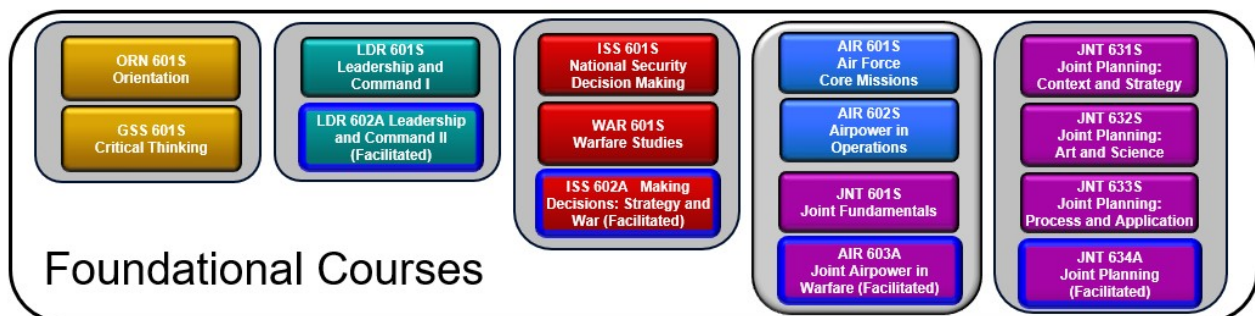 ORN 601S
Orientation
GSS 601S
Critical Thinking
LDR 601S
Leadership and
Command I
LDR 602A Leadership
and Command II
(Facilitated)
ISS 601S
National Security
Decision Making
WAR 601S
Warfare Studies
ISS 602A Making
Decisions: Strategy and
War (Facilitated)
AIR 601S
Air Force
Core Missions
AIR 602S
Airpower in
Operations
JNT 601S
Joint Fundamentals
AIR 603A
Joint Airpower in
Warfare (Facilitated)
JNT 631S
Joint Planning:
Context and Strategy
JNT 632S
Joint Planning:
Art and Science
JNT 633S
Joint Planning:
Process and Application
JNT 634A
Joint Planning
(Facilitated)
Foundational Courses